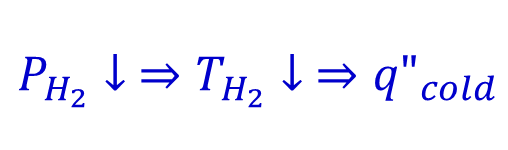 P_{H_2} ↓ ⇒ T_{H_2} ↓ ⇒ q"_{cold}